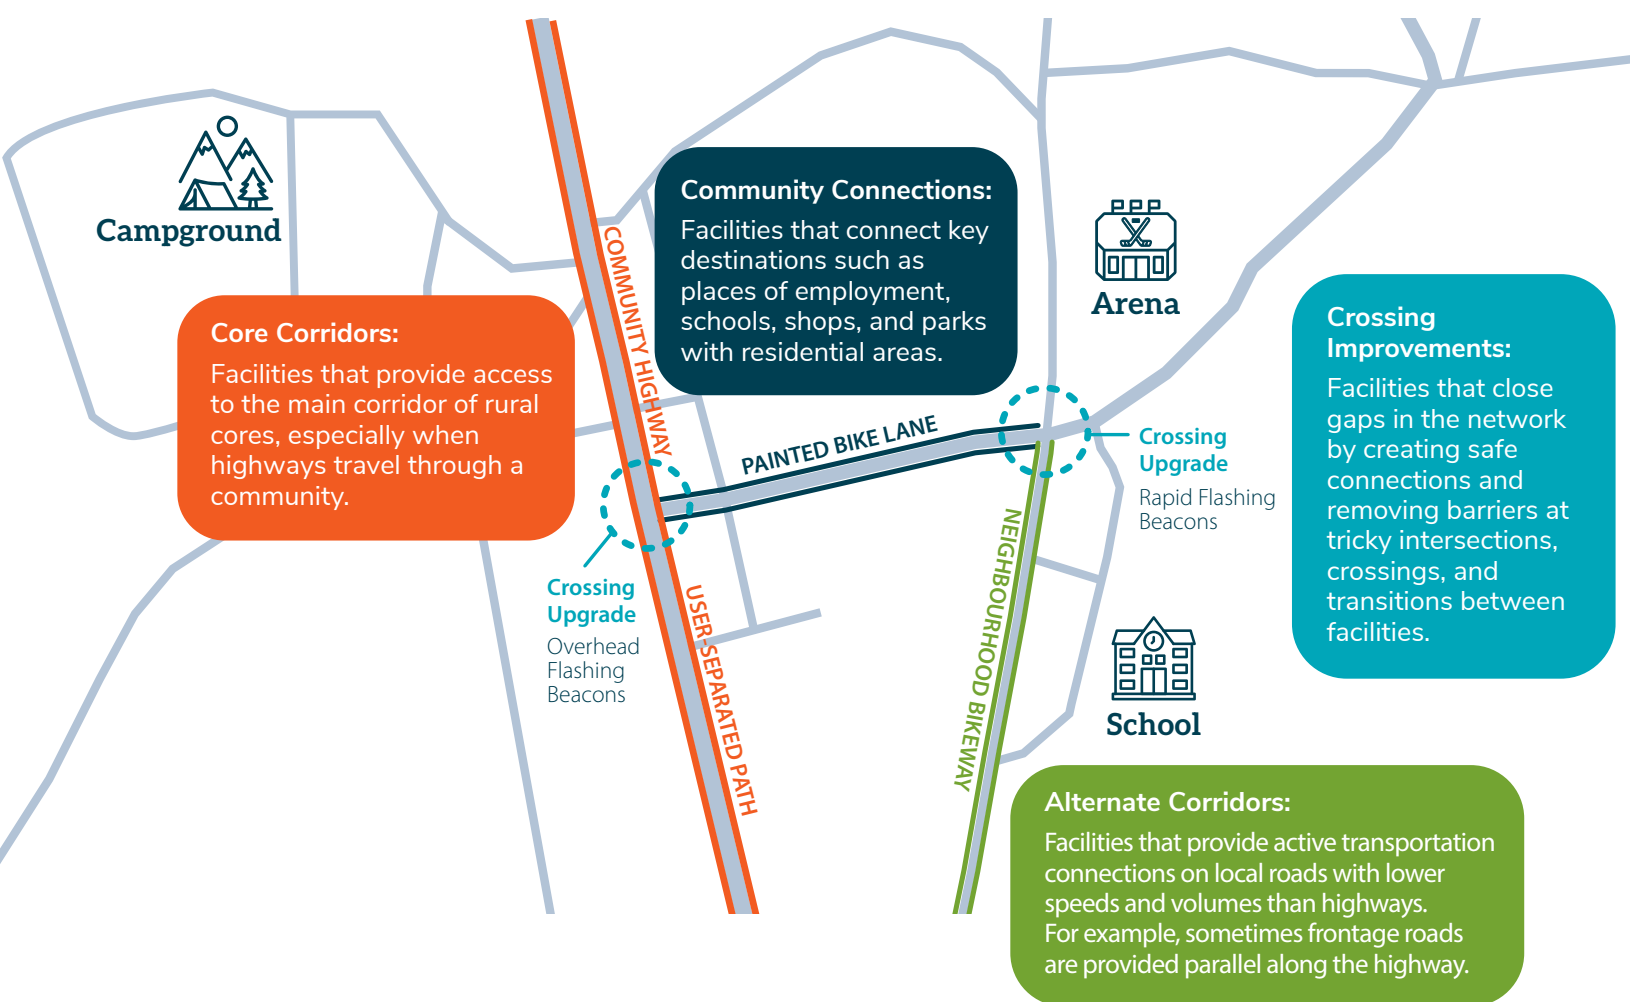 Campground
Core Corridors:
Facilities that provide access
to the main corridor of rural
cores, especially when
highways travel through a
community.
COMMUNITY HIGHWAY
Community Connections:
Facilities that connect key
destinations such as
places of employment,
schools, shops, and parks
with residential areas.
Arena
Crossing
Improvements:
Facilities that close
gaps in the network
by creating safe
connections and
removing barriers at
tricky intersections,
crossings, and
transitions between
facilities.
PAINTED BIKE LANE
Crossing
Upgrade
Rapid Flashing
Beacons
Crossing
Upgrade
Overhead
Flashing
Beacons
USER-SEPARATED PATH
NEIGHBOURHOOD BIKEWAY
School
Alternate Corridors:
Facilities that provide active transportation
connections on local roads with lower
speeds and volumes than highways.
For example, sometimes frontage roads
are provided parallel along the highway.